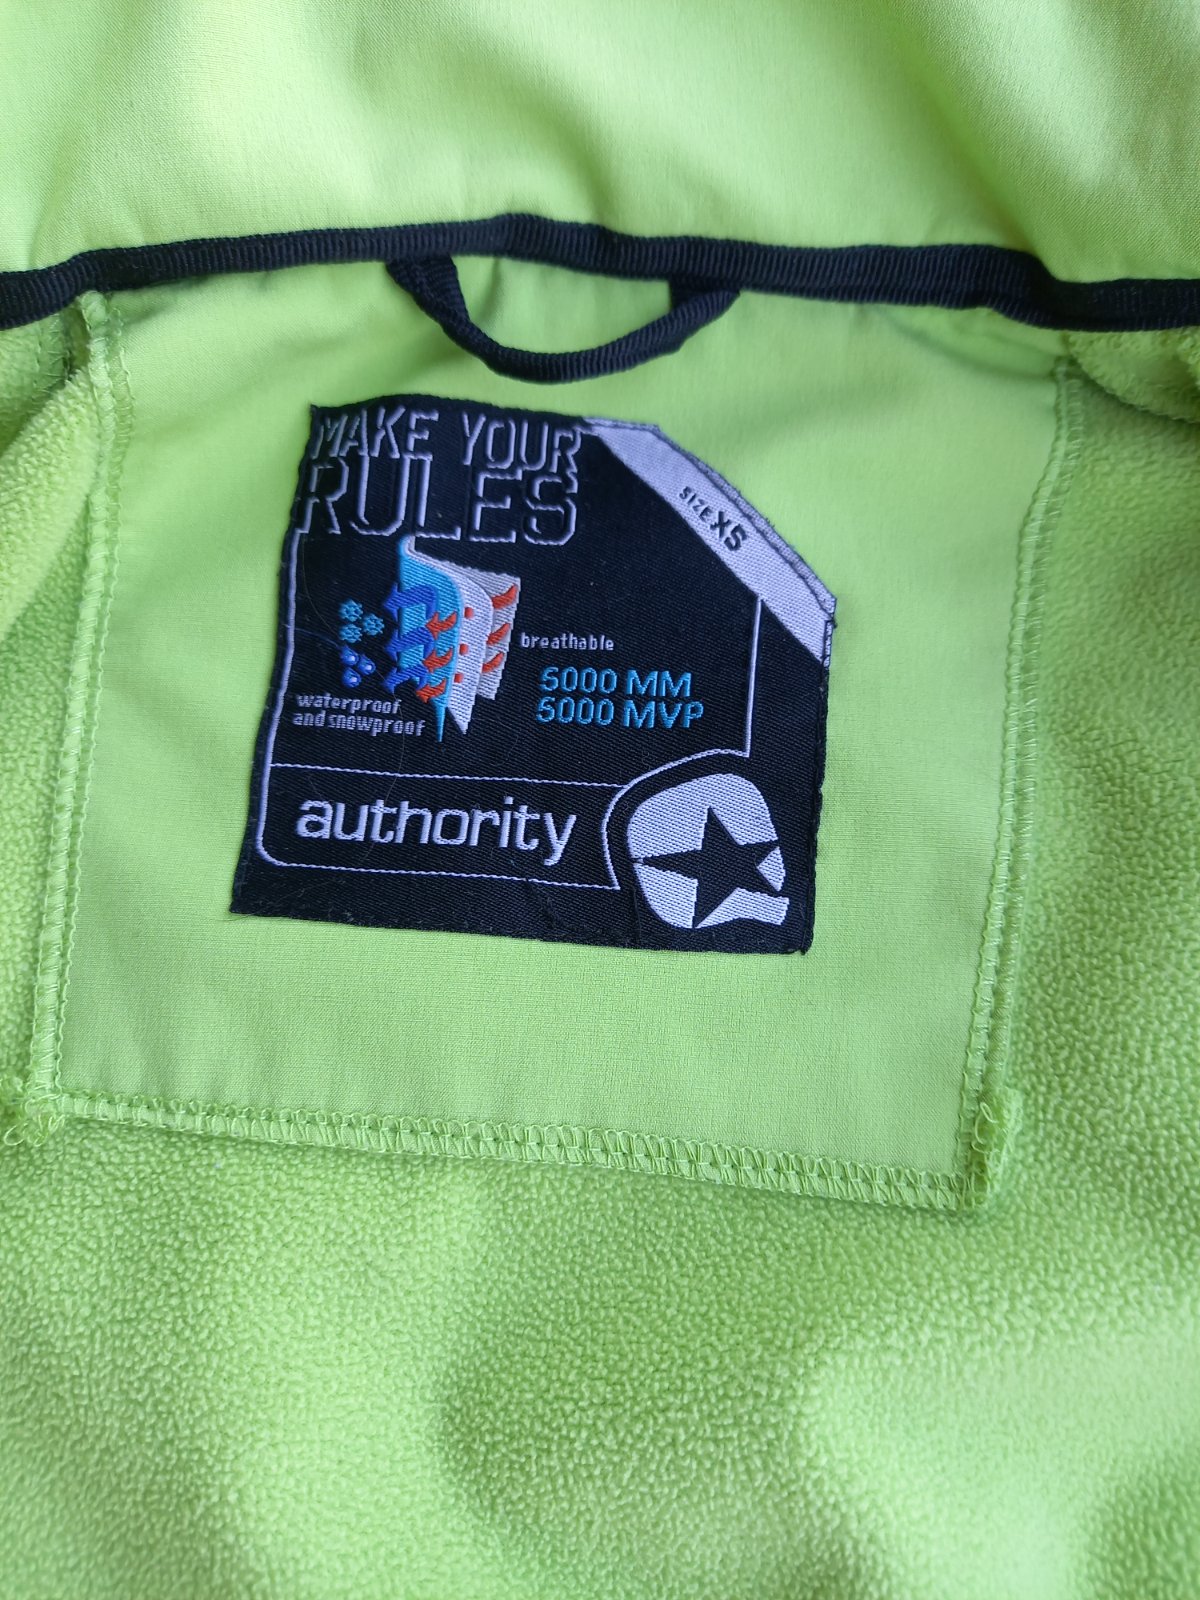 MAKE YOUR
RULES
SIZE XS
breathable
5000 MM
5000 MVP
waterproof
and snowproof
authority